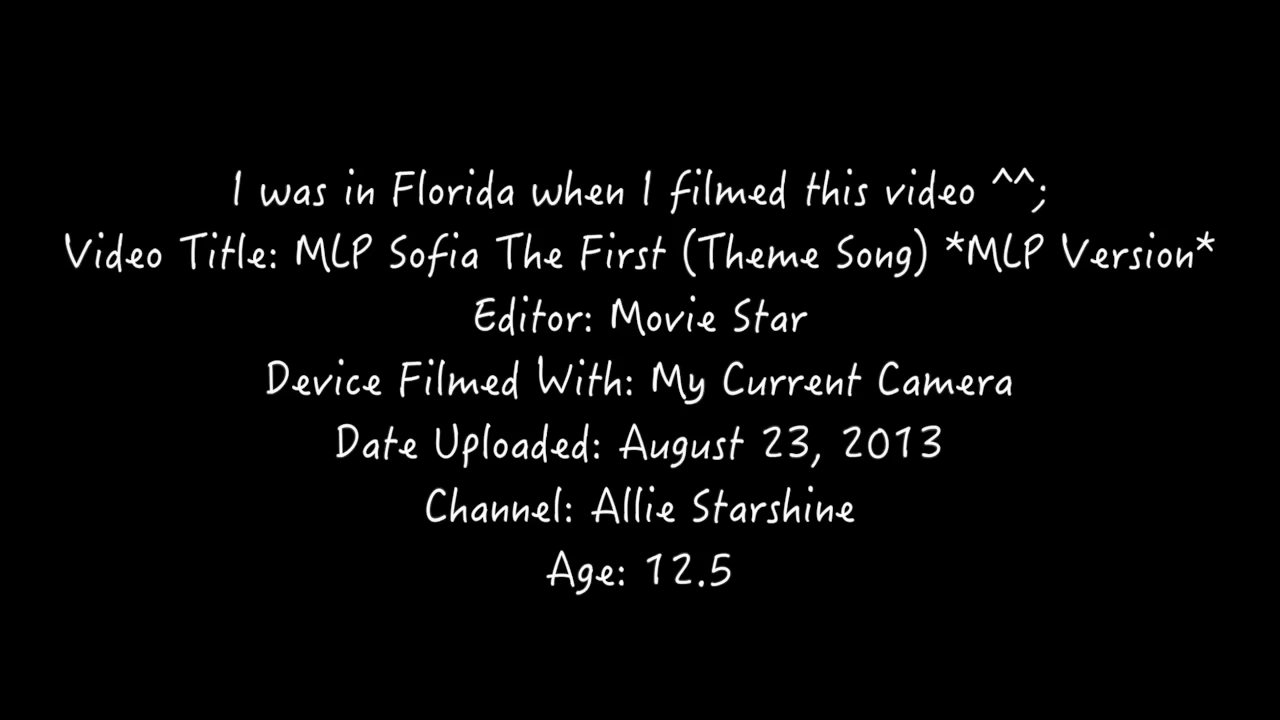 I was in Florida when I filmed this video ^^;
Video Title: MLP Sofia The First (Theme Song) *MLP Version*
Editor: Movie Star
Device Filmed With: My Current Camera
Date Uploaded: August 23, 2013
Channel: Allie Starshine
Age: 12.5